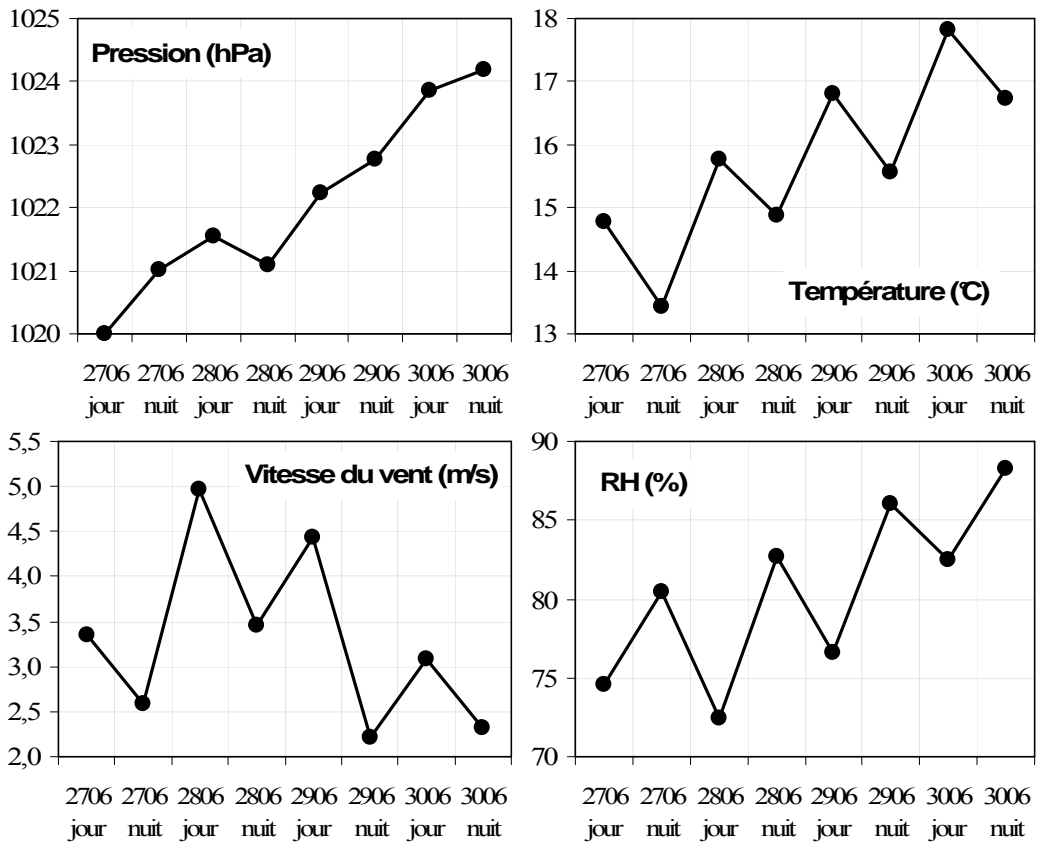 1025
1024
1023
1022
1021
1020
Pression (hPa)
2706 2706 2806 2806 2906 2906 3006 3006
jour nuit jour nuit jour nuit jour nuit
18
17
16
15
14
13
Température (°C)
2706 2706 2806 2806 2906 2906 3006 3006
jour nuit jour nuit jour nuit jour nuit
5,5
5,0
4,5
4,0
3,5
3,0
2,5
2,0
Vitesse du vent (m/s)
2706 2706 2806 2806 2906 2906 3006 3006
jour nuit jour nuit jour nuit jour nuit
90
85
80
75
70
RH (%)
2706 2706 2806 2806 2906 2906 3006 3006
jour nuit jour nuit jour nuit jour nuit